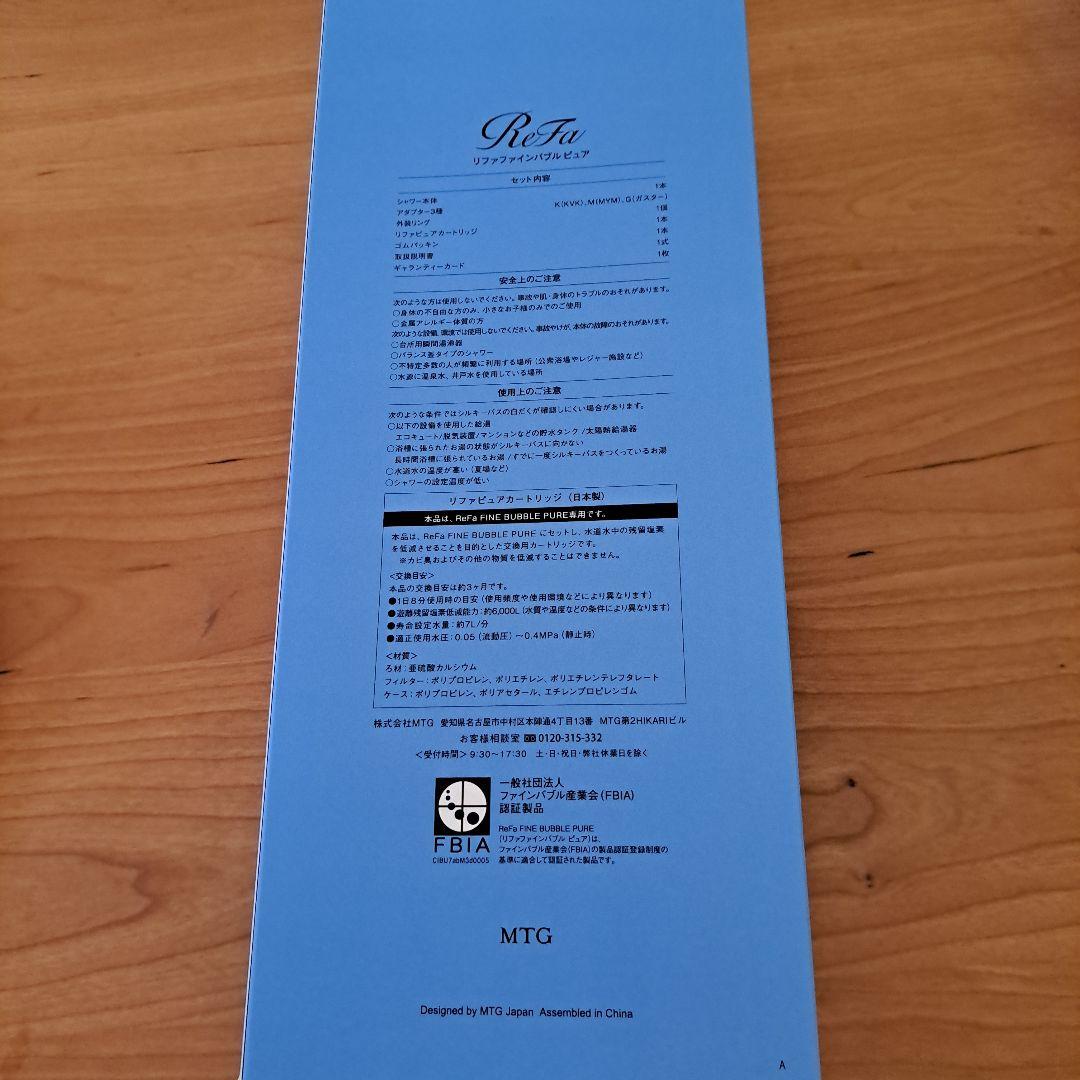 ReFa
リファファインバブル ピュア
セット内容
シャワー本体 1本
アダプター3種 K(KVK)、M(MYM)、G(ガスター)
外装リング 1個
リファピュアカートリッジ 1本
ゴムパッキン 1本
取扱説明書 1式
ギャランティーカード 1枚
安全上のご注意
次のような方は使用しないでください。事故や肌・身体のトラブルのおそれがあります。
○身体の不自由な方のみ、小さなお子様のみでのご使用
○金属アレルギー体質の方
次のような設備、環境では使用しないでください。事故やけが、本体の故障のおそれがあります。
○台所用瞬間湯沸器
○バランス釜タイプのシャワー
○不特定多数の人が頻繁に利用する場所(公衆浴場やレジャー施設など)
○水源に温泉水、井戸水を使用している場所
使用上のご注意
次のような条件ではシルキーバスの白だくが確認しにくい場合があります。
○以下の設備を使用した給湯
エコキュート/脱気装置/マンションなどの貯水タンク/太陽熱給湯器
○浴槽に張られたお湯の状態がシルキーバスに向かない
長時間浴槽に張られているお湯/すでに一度シルキーバスをつくっているお湯
○水道水の温度が高い(夏場など)
○シャワーの設定温度が低い
リファピュアカートリッジ(日本製)
本品は、ReFa FINE BUBBLE PURE専用です。
本品は、ReFa FINE BUBBLE PURE にセットし、水道水中の残留塩素
を低減させることを目的とした交換用カートリッジです。
※カビ臭およびその他の物質を低減することはできません。
<交換目安>
本品の交換目安は約3ヶ月です。
●1日8分使用時の目安(使用頻度や使用環境などにより異なります)
●遊離残留塩素低減能力:約6,000L(水質や温度などの条件により異なります)
●寿命設定水量:約7L/分
●適正使用水圧:0.05(流動圧)〜0.4MPa(静止時)
<材質>
ろ材:亜硫酸カルシウム
フィルター:ポリプロピレン、ポリエチレン、ポリエチレンテレフタレート
ケース:ポリプロピレン、ポリアセタール、エチレンプロピレンゴム
株式会社MTG 愛知県名古屋市中村区本陣通4丁目13番 MTG第2HIKARIビル
お客様相談室 0120-315-332
<受付時間>9:30〜17:30 土・日・祝日・弊社休業日を除く
一般社団法人
ファインバブル産業会(FBIA)
認証製品
FBIA
CIBU7abM3d0005
ReFa FINE BUBBLE PURE
(リファファインバブル ピュア)は、
ファインバブル産業会(FBIA)の製品認証登録制度の
基準に適合して認証された製品です。
MTG
Designed by MTG Japan Assembled in China
A